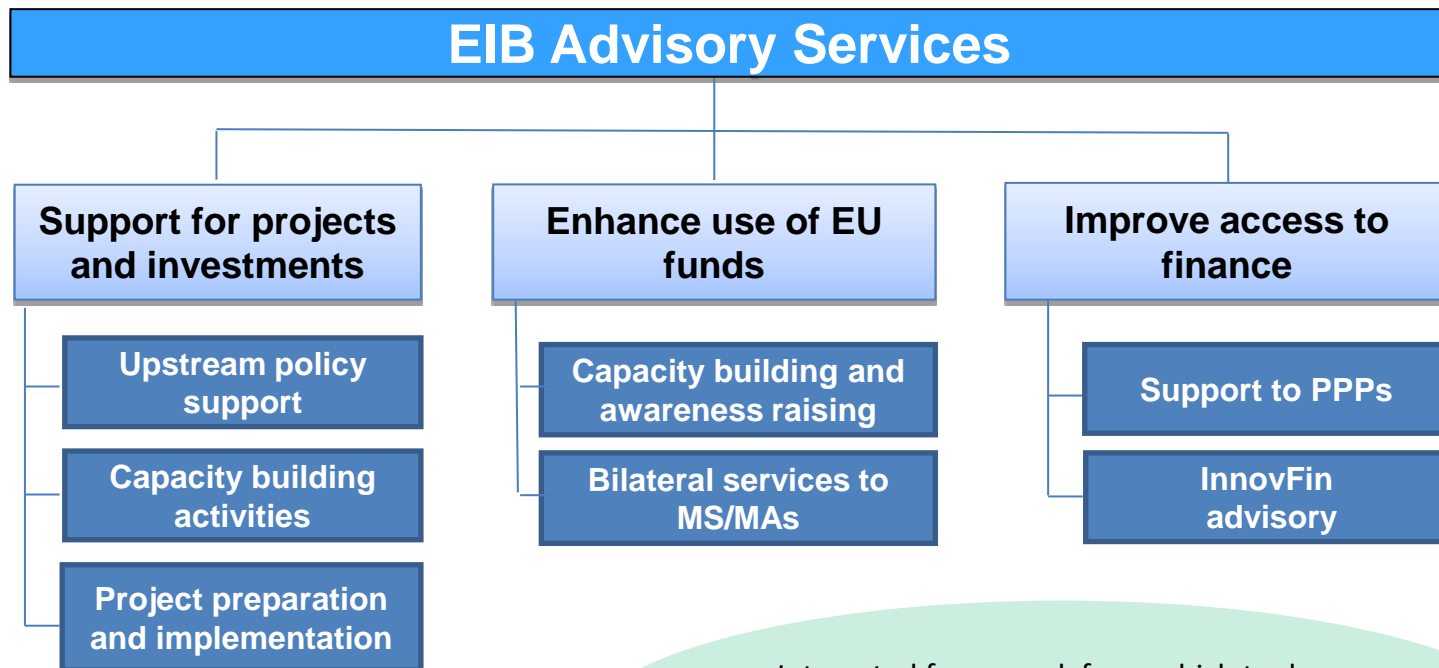 EIB Advisory Services
Support for projects
and investments
Enhance use of EU
funds
Improve access to
finance
Upstream policy
support
Capacity building
activities
Project preparation
and implementation
Capacity building and
awareness raising
Bilateral services to
MS/MAs
Support to PPPs
InnovFin
advisory